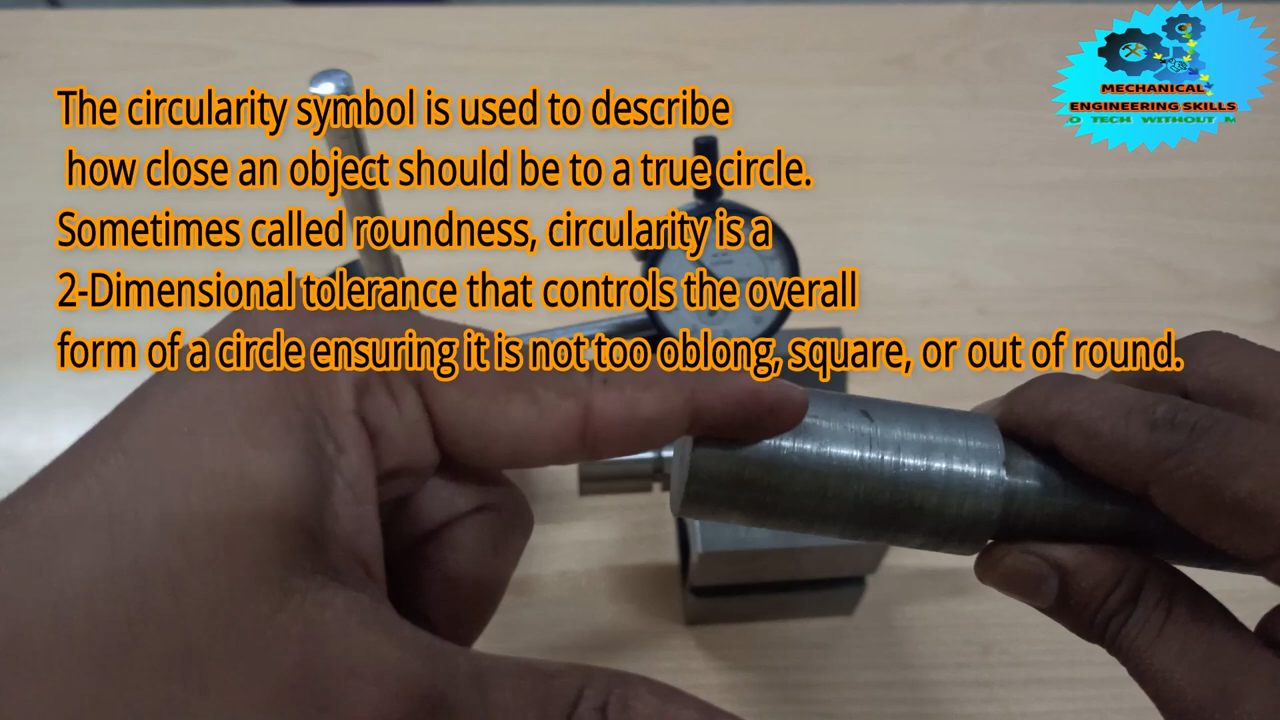 The circularity symbol is used to describe
how close an object should be to a true circle.
Sometimes called roundness, circularity is a
2-Dimensional tolerance that controls the overall
form of a circle ensuring it is not too oblong, square, or out of round.
MECHANICAL
ENGINEERING SKILLS
O TECH WITHOUT M